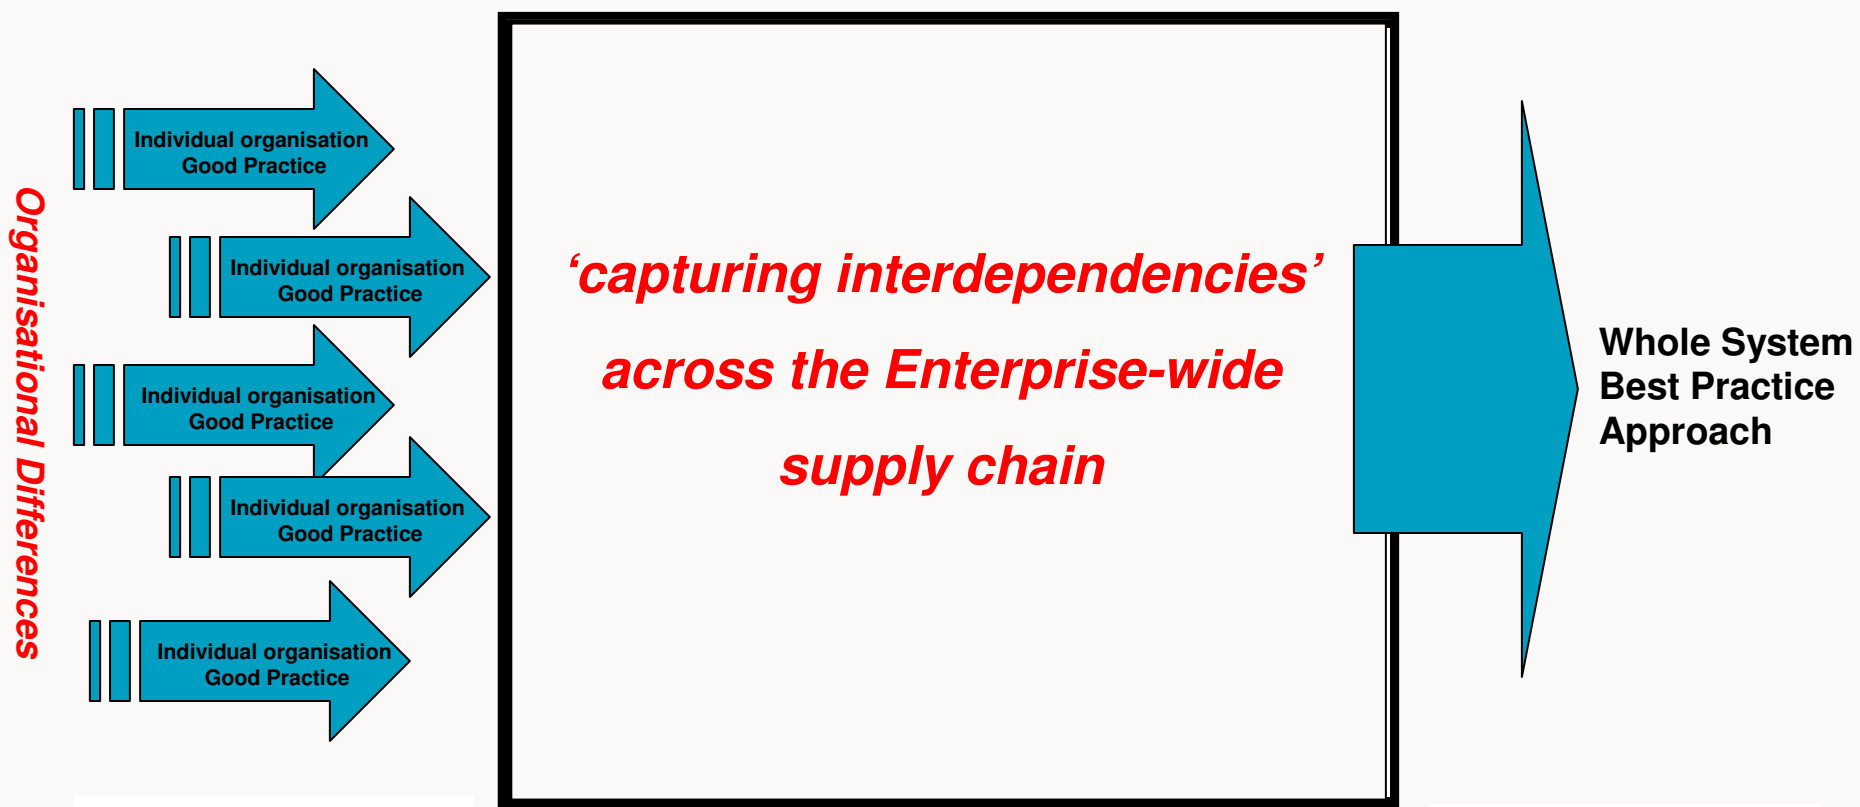 Organisational Differences
Individual organisation
Good Practice
Individual organisation
Good Practice
Individual organisation
Good Practice
Individual organisation
Good Practice
Individual organisation
Good Practice
‘capturing interdependencies’
across the Enterprise-wide
supply chain
Whole System
Best Practice
Approach